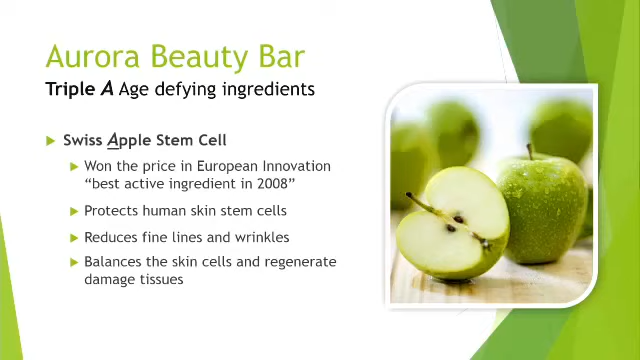 Aurora Beauty Bar
Triple A Age defying ingredients
Swiss Apple Stem Cell
Won the price in European Innovation
“best active ingredient in 2008”
Protects human skin stem cells
Reduces fine lines and wrinkles
Balances the skin cells and regenerate
damage tissues